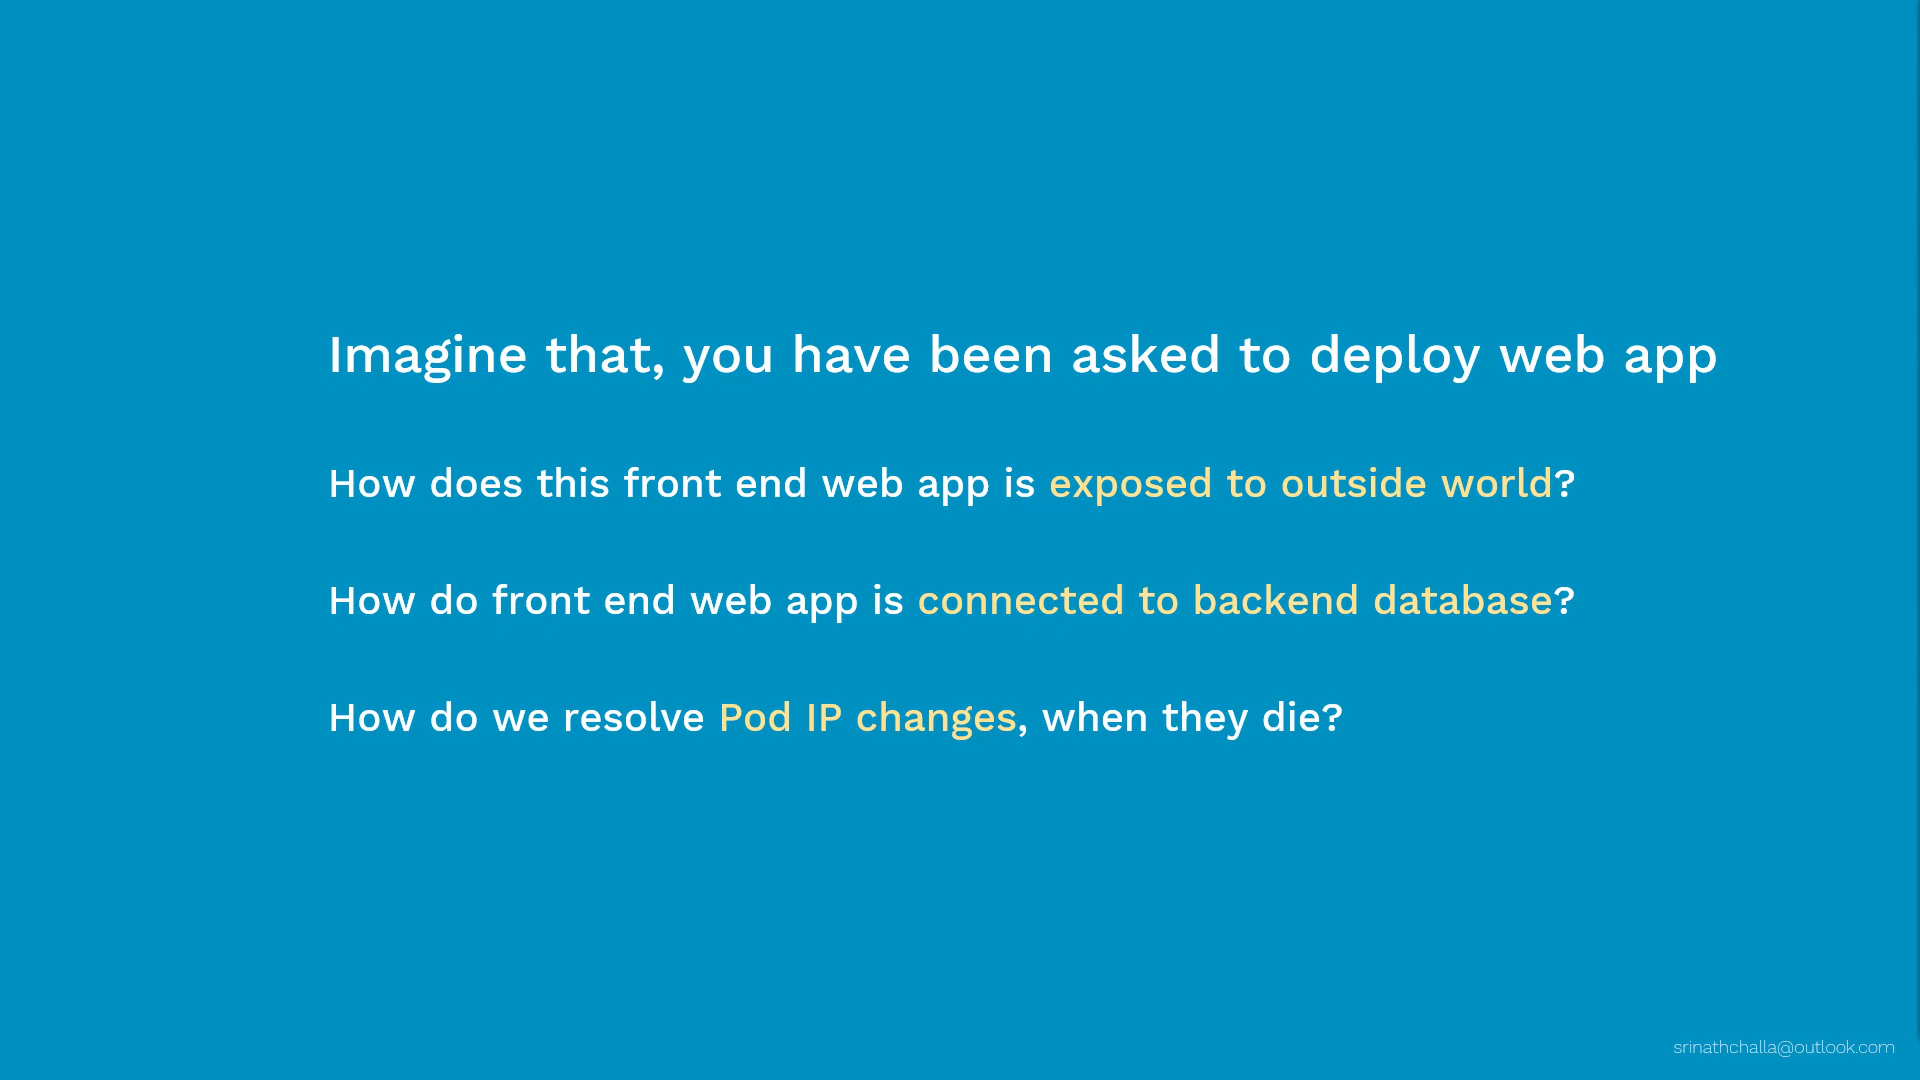 Imagine that, you have been asked to deploy web app
How does this front end web app is exposed to outside world?
How do front end web app is connected to backend database?
How do we resolve Pod IP changes, when they die?
srinathchalla@outlook.com